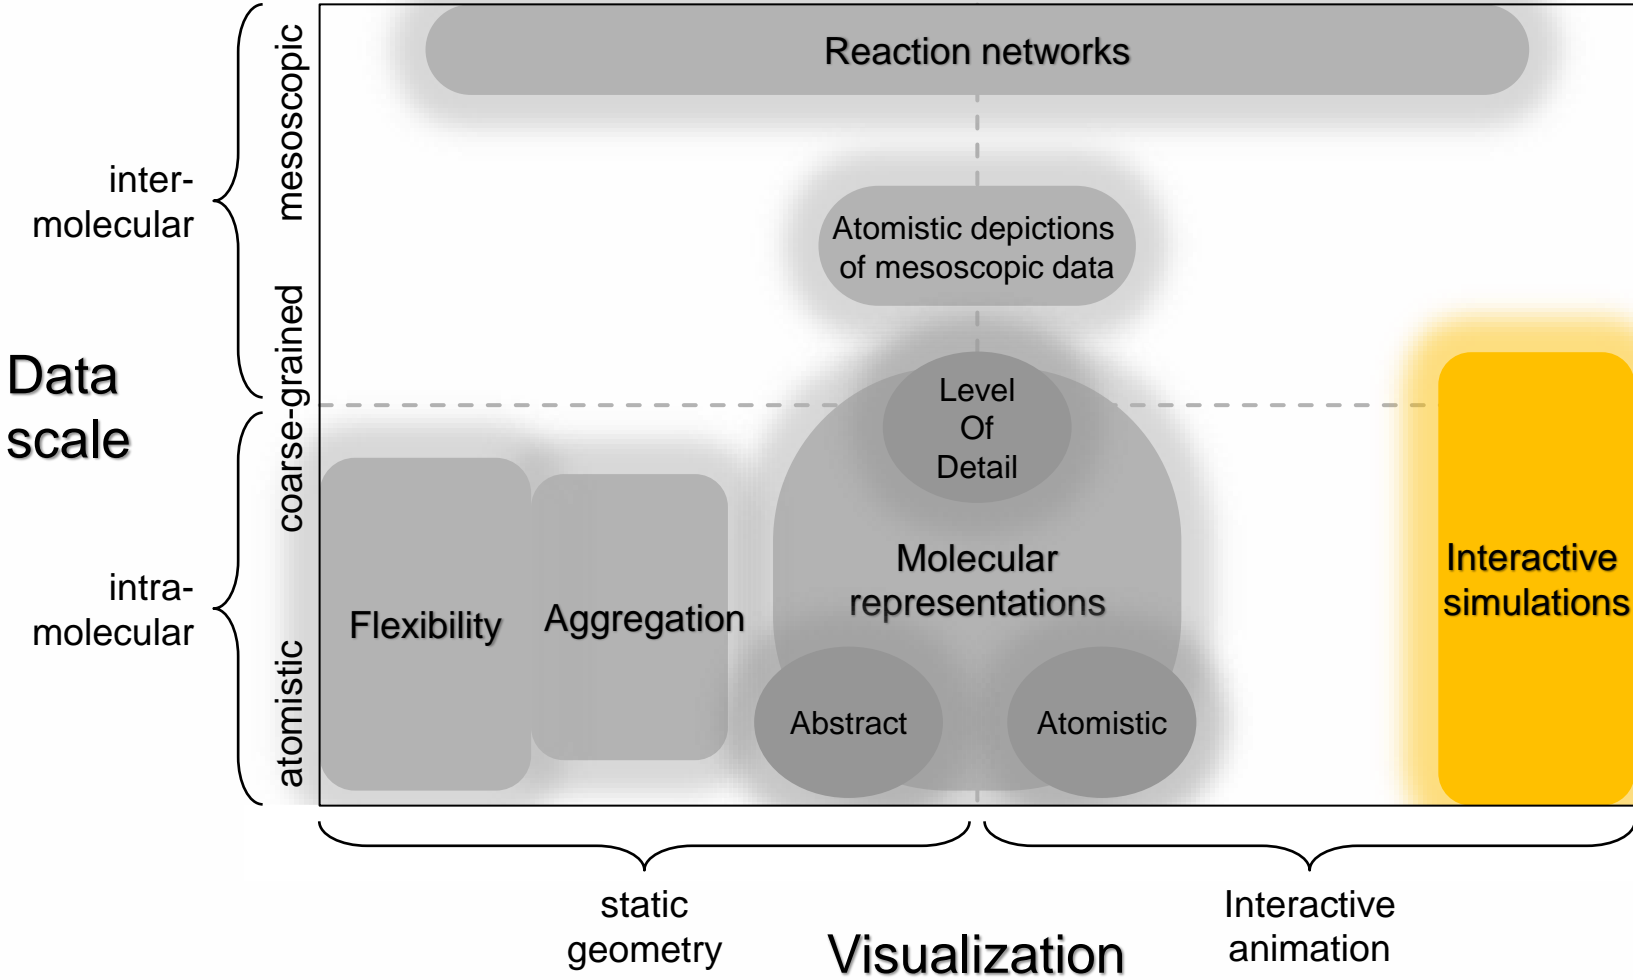 mesoscopic
coarse-grained
atomistic
inter-
molecular
Data
scale
intra-
molecular
Reaction networks
Atomistic depictions
of mesoscopic data
Level
Of
Detail
Molecular
representations
Flexibility
Aggregation
Abstract
Atomistic
Interactive
simulations
static
geometry
Visualization
Interactive
animation